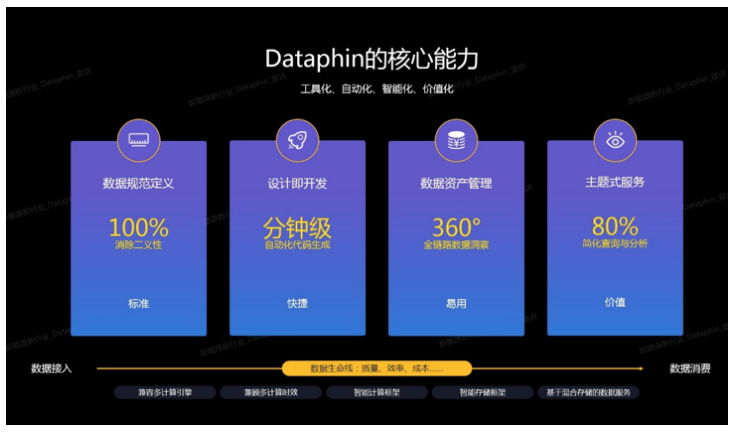 Dataphin的核心能力
工具化、自动化、智能化、价值化
数据规范定义
100%
消除二义性
标准
设计即开发
分钟级
自动化代码生成
快捷
数据资产管理
360°
全链路数据洞察
易用
主题式服务
80%
简化查询与分析
价值
数据接入
数据生命线：质量、效率、成本......
数据消费
兼容多计算引擎
兼顾多计算时效
智能计算框架
智能存储框架
基于混合存储的数据服务